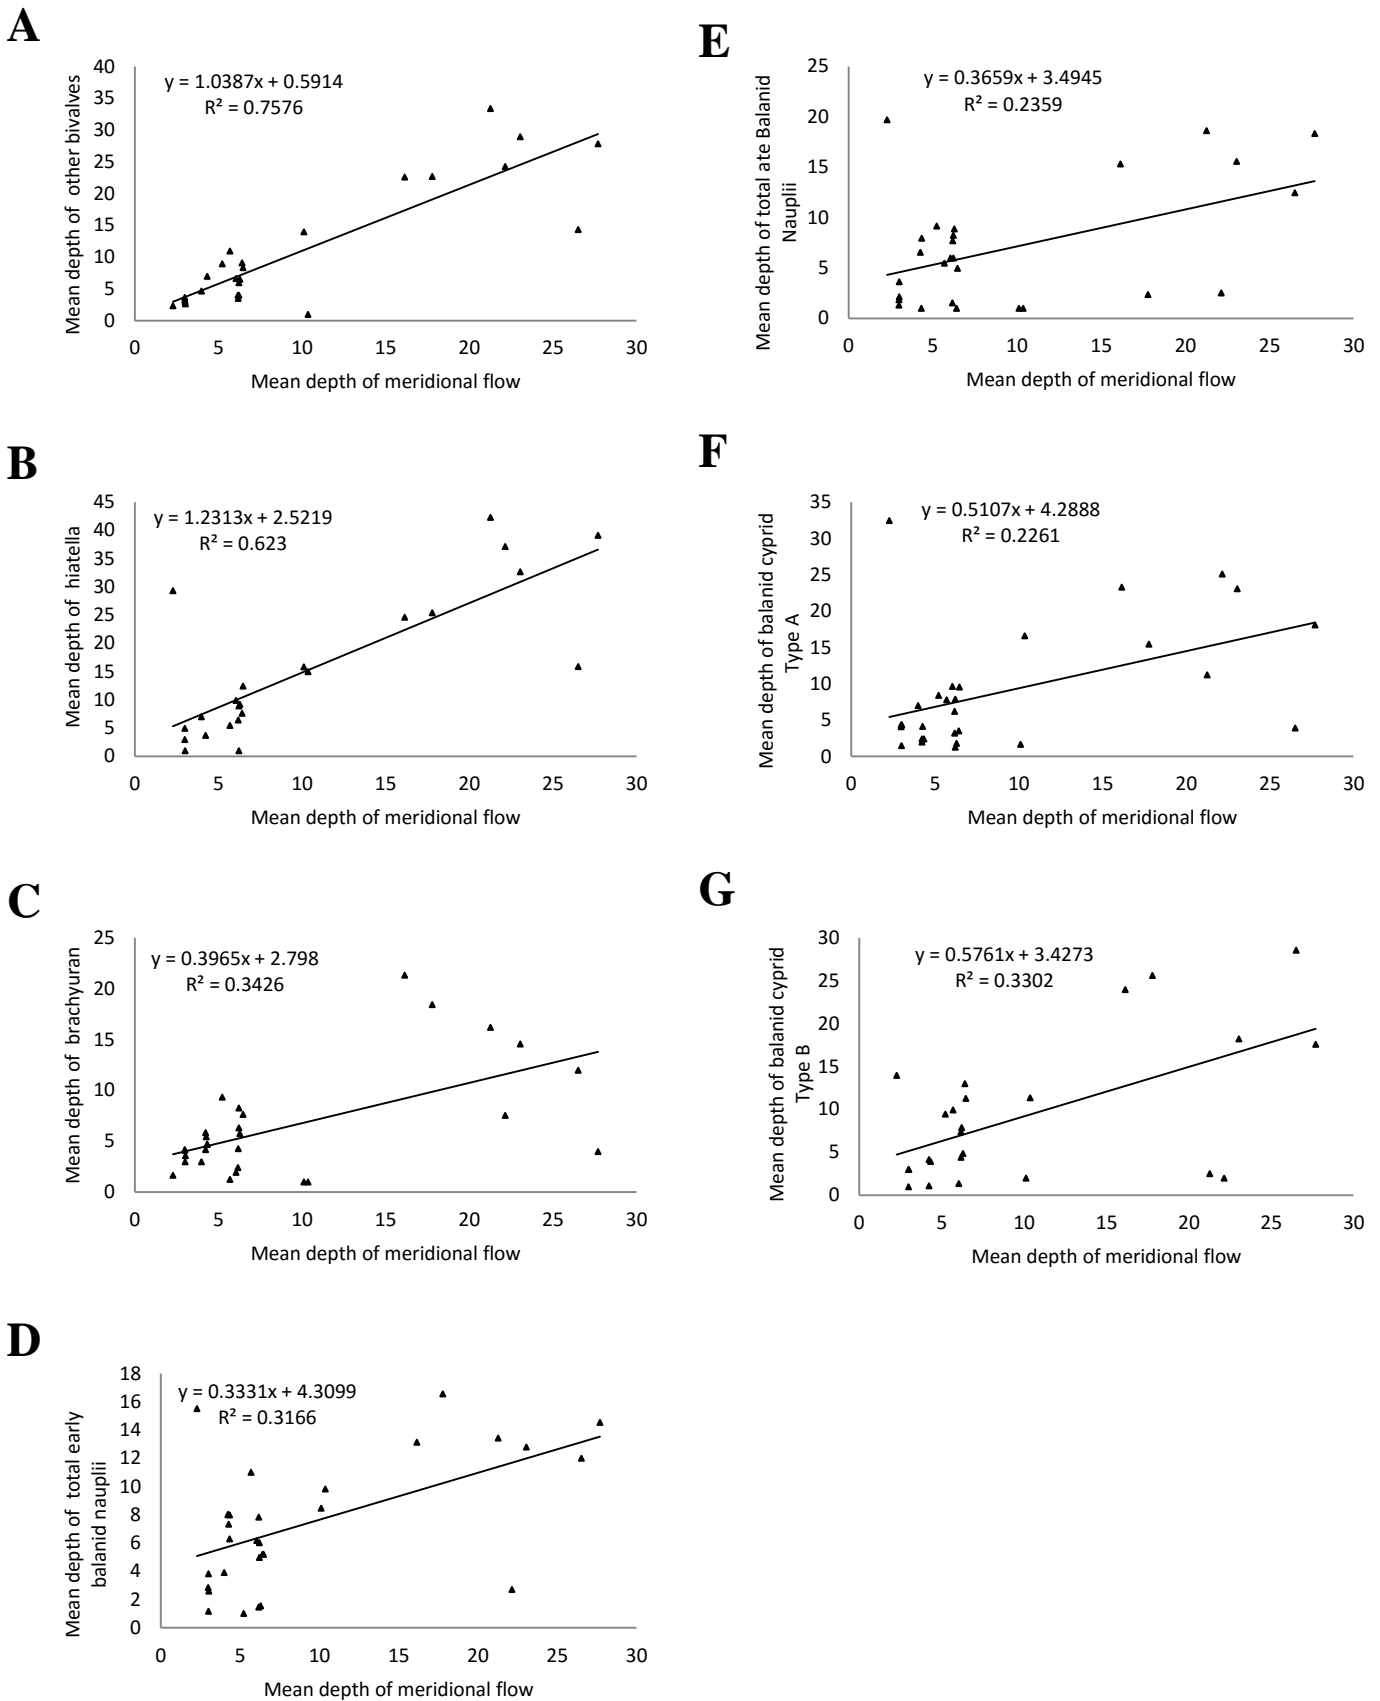 A
y = 1.0387x + 0.5914
R² = 0.7576
Mean depth of other bivalves
40
35
30
25
20
15
10
5
0
0 5 10 15 20 25 30
Mean depth of meridional flow
B
y = 1.2313x + 2.5219
R² = 0.623
Mean depth of hiatella
45
40
35
30
25
20
15
10
5
0
0 5 10 15 20 25 30
Mean depth of meridional flow
C
y = 0.3965x + 2.798
R² = 0.3426
Mean depth of brachyuran
25
20
15
10
5
0
0 5 10 15 20 25 30
Mean depth of meridional flow
D
y = 0.3331x + 4.3099
R² = 0.3166
Mean depth of total early
balanid nauplii
18
16
14
12
10
8
6
4
2
0
0 5 10 15 20 25 30
Mean depth of meridional flow
E
y = 0.3659x + 3.4945
R² = 0.2359
Mean depth of total ate Balanid
Nauplii
25
20
15
10
5
0
0 5 10 15 20 25 30
Mean depth of meridional flow
F
y = 0.5107x + 4.2888
R² = 0.2261
Mean depth of balanid cyprid
Type A
35
30
25
20
15
10
5
0
0 5 10 15 20 25 30
Mean depth of meridional flow
G
y = 0.5761x + 3.4273
R² = 0.3302
Mean depth of balanid cyprid
Type B
30
25
20
15
10
5
0
0 5 10 15 20 25 30
Mean depth of meridional flow